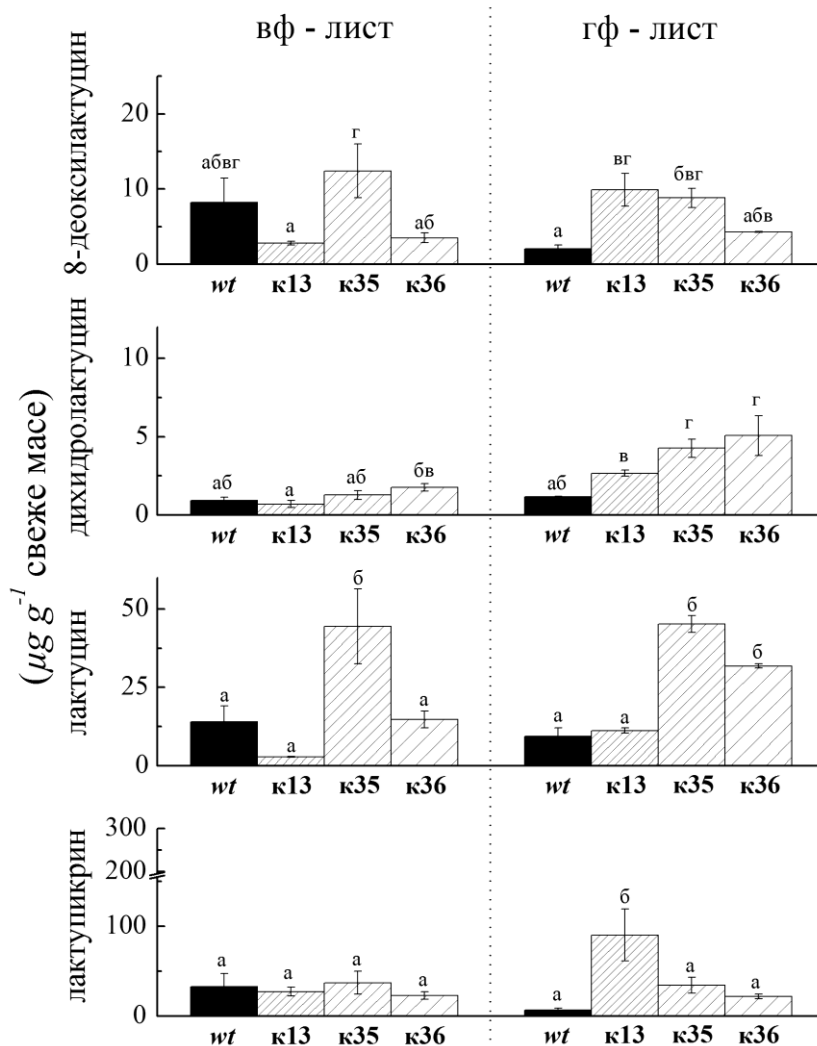 вф - лист
гф - лист
(µg g⁻¹ свеже масе)
8-деоксилактуцин
20
10
0
абвг
а
г
аб
а
вг
бвг
абв
wt к13 к35 к36
wt к13 к35 к36
дихидролактуцин
10
5
0
аб
а
аб
бв
аб
в
г
г
wt к13 к35 к36
wt к13 к35 к36
лактуцин
50
25
0
а
а
б
а
а
а
б
б
wt к13 к35 к36
wt к13 к35 к36
лактупикрин
300
200
100
0
а
а
а
а
а
б
а
а
wt к13 к35 к36
wt к13 к35 к36